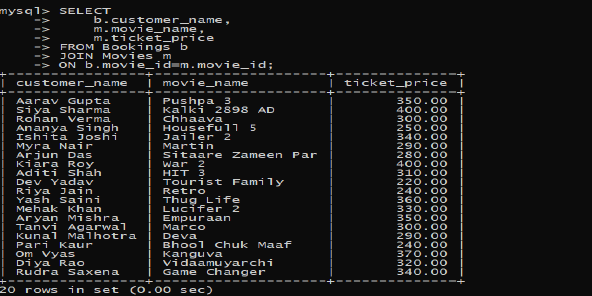 mysql> SELECT
    ->     b.customer_name,
    ->     m.movie_name,
    ->     m.ticket_price
    -> FROM Bookings b
    -> JOIN Movies m
    -> ON b.movie_id=m.movie_id;
+----------------+--------------------+--------------+
| customer_name | movie_name | ticket_price |
+----------------+--------------------+--------------+
| Aarav Gupta | Pushpa 3 | 350.00 |
| Siya Sharma | Kalki 2898 AD | 400.00 |
| Rohan Verma | Chhaava | 300.00 |
| Ananya Singh | Housefull 5 | 250.00 |
| Ishita Joshi | Jailer 2 | 340.00 |
| Myra Nair | Martin | 290.00 |
| Arjun Das | Sitaare Zameen Par | 280.00 |
| Kiara Roy | War 2 | 400.00 |
| Aditi Shah | HIT 3 | 310.00 |
| Dev Yadav | Tourist Family | 220.00 |
| Riya Jain | Retro | 240.00 |
| Yash Saini | Thug Life | 360.00 |
| Mehak Khan | Lucifer 2 | 330.00 |
| Aryan Mishra | Empuraan | 350.00 |
| Tanvi Agarwal | Marco | 300.00 |
| Kunal Malhotra | Deva | 290.00 |
| Pari Kaur | Bhool Chuk Maaf | 240.00 |
| Om Vyas | Kanguva | 370.00 |
| Diya Rao | Vidaamuyarchi | 320.00 |
| Rudra Saxena | Game Changer | 340.00 |
+----------------+--------------------+--------------+
20 rows in set (0.00 sec)